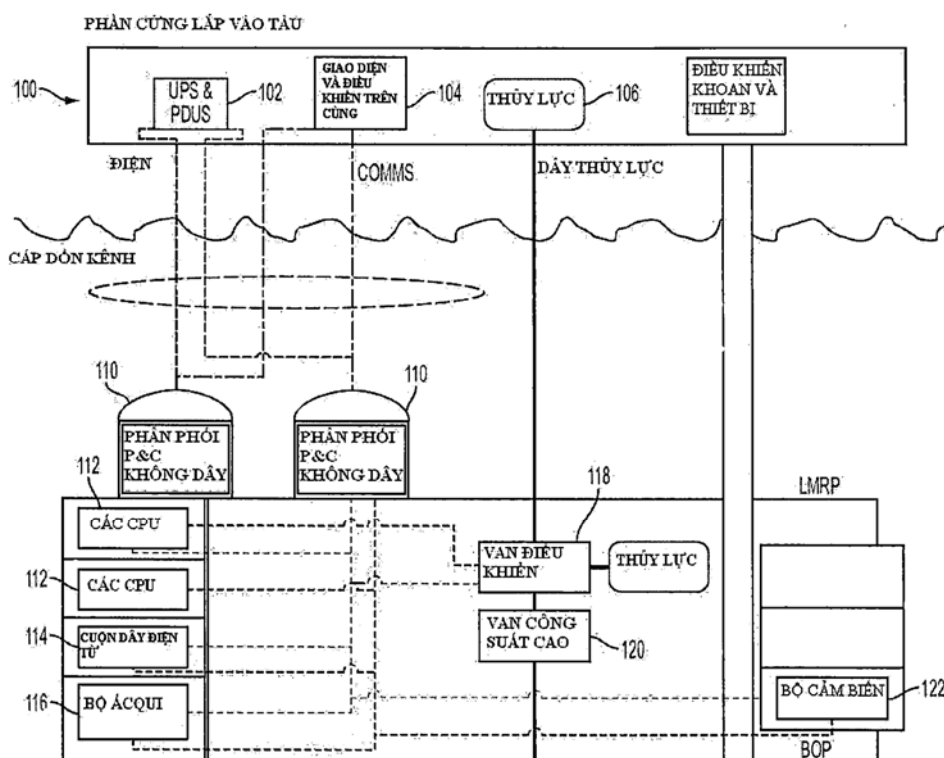 PHẦN CỨNG LẮP VÀO TÀU
100
UPS &
PDUS
102
GIAO DIỆN
VÀ ĐIỀU
KHIỂN TRÊN
CÙNG
104
THỦY LỰC
106
ĐIỀU KHIỂN
KHOAN VÀ
THIẾT BỊ
ĐIỆN
COMMS
DÂY THỦY LỰC
CÁP DỒN KÊNH
110
110
PHÂN PHỐI
P&C
KHÔNG DÂY
PHÂN PHỐI
P&C
KHÔNG DÂY
112
CÁC CPU
118
LMRP
VAN ĐIỀU
KHIỂN
THỦY LỰC
112
CÁC CPU
114
CUỘN DÂY ĐIỆN
TỪ
VAN CÔNG
SUẤT CAO
120
116
BỘ ÁCQUI
BỘ CẢM BIẾN
122
BOP